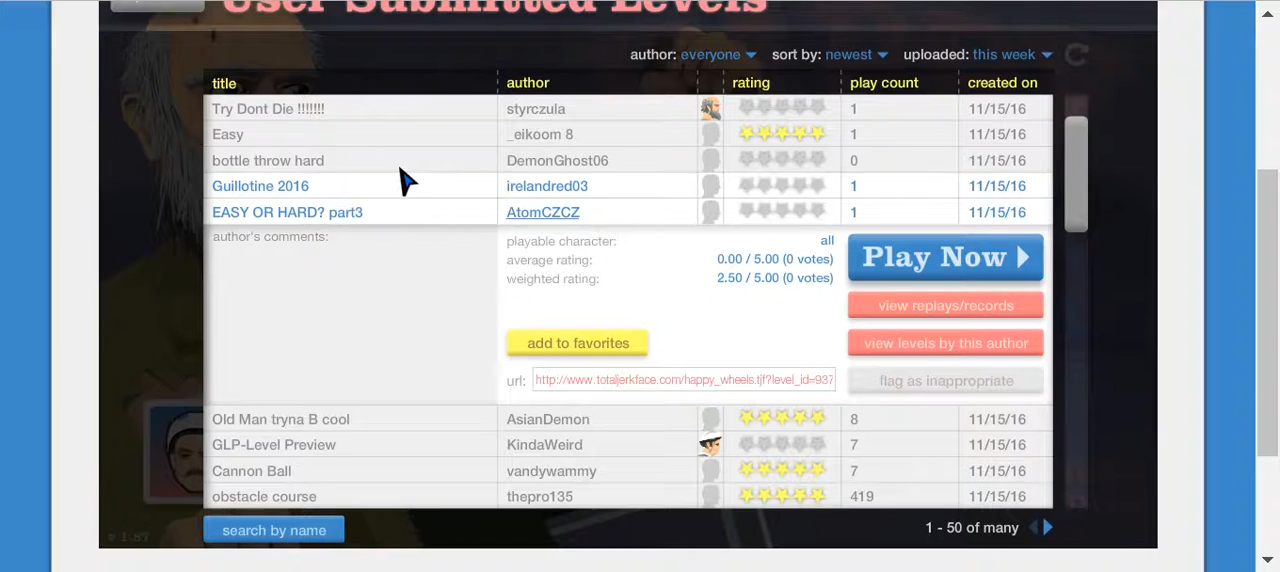 User Submitted Levels
author: everyone sort by: newest uploaded: this week
title author rating play count created on
Try Dont Die !!!!!!! styrczula 1 11/15/16
Easy _eikoom 8 1 11/15/16
bottle throw hard DemonGhost06 0 11/15/16
Guillotine 2016 irelandred03 1 11/15/16
EASY OR HARD? part3 AtomCZCZ 1 11/15/16
author's comments: playable character: all
average rating: 0.00 / 5.00 (0 votes)
weighted rating: 2.50 / 5.00 (0 votes)
Play Now
view replays/records
add to favorites view levels by this author
url: http://www.totaljerkface.com/happy_wheels.tjf?level_id=937 flag as inappropriate
Old Man tryna B cool AsianDemon 8 11/15/16
GLP-Level Preview KindaWeird 7 11/15/16
Cannon Ball vandywammy 7 11/15/16
obstacle course thepro135 419 11/15/16
search by name 1 - 50 of many
v 1.87